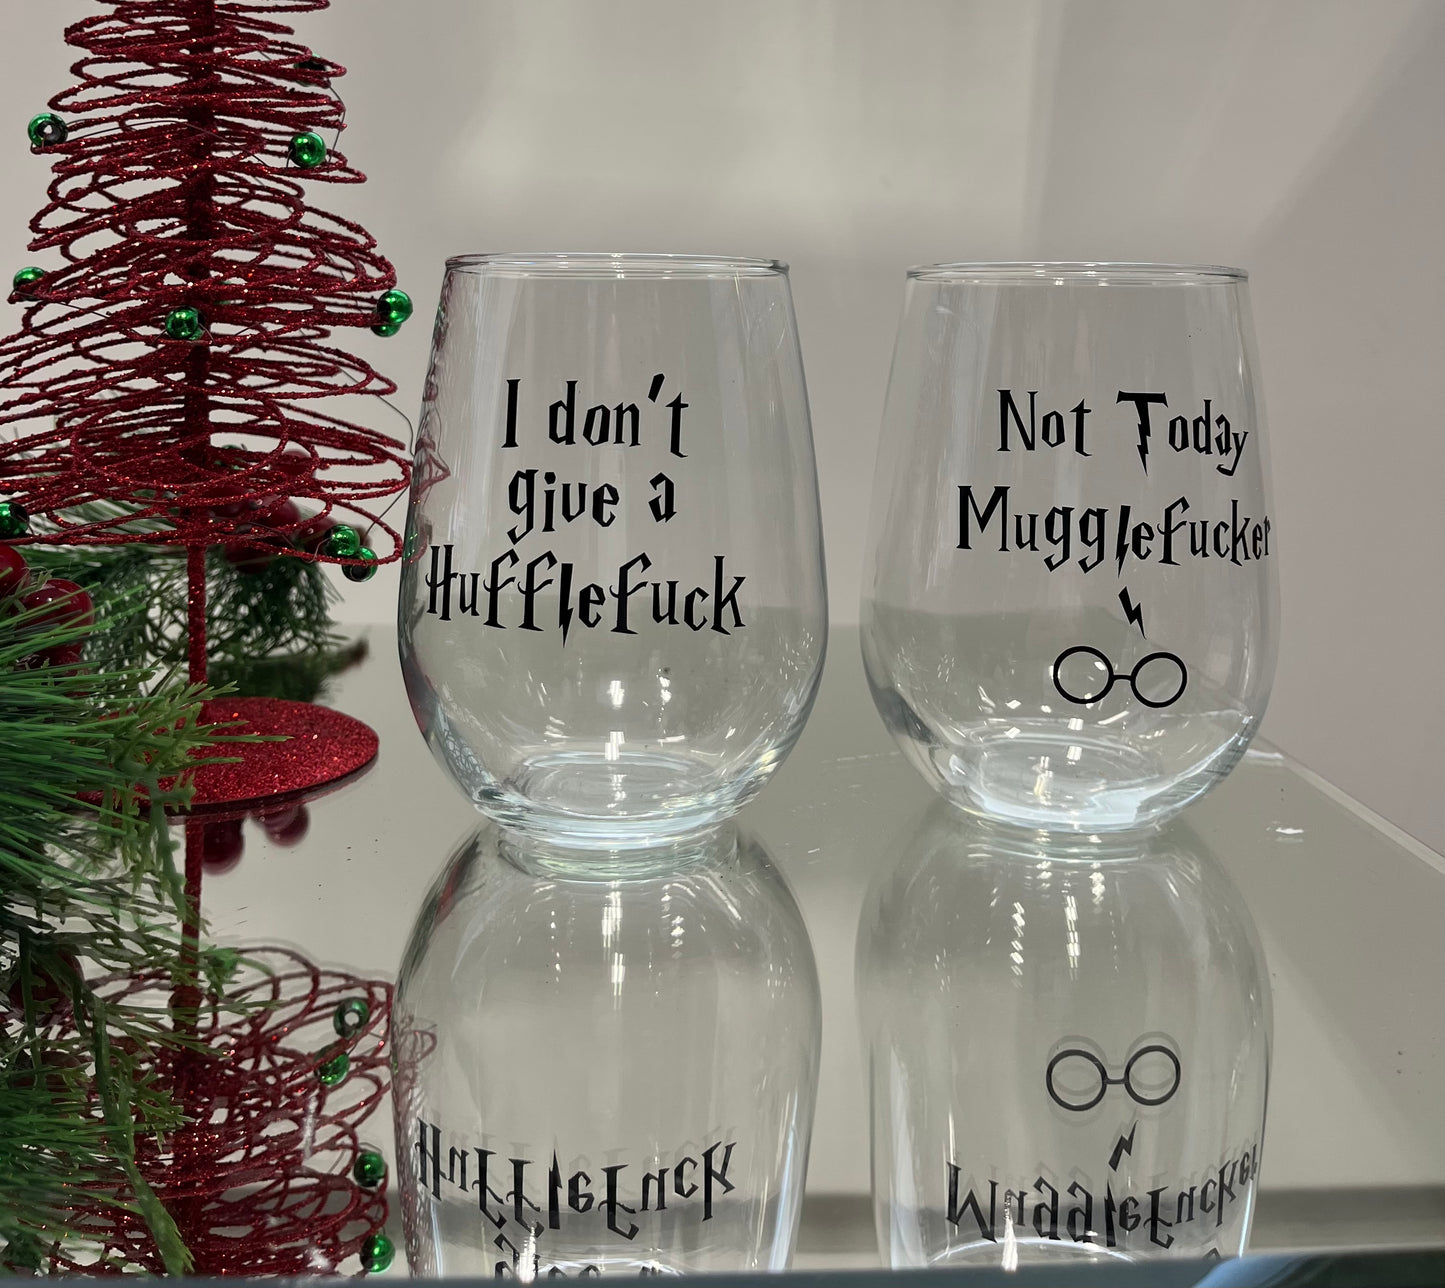 I don't
give a
Hufflefuck
Not Today
Mugglefucker